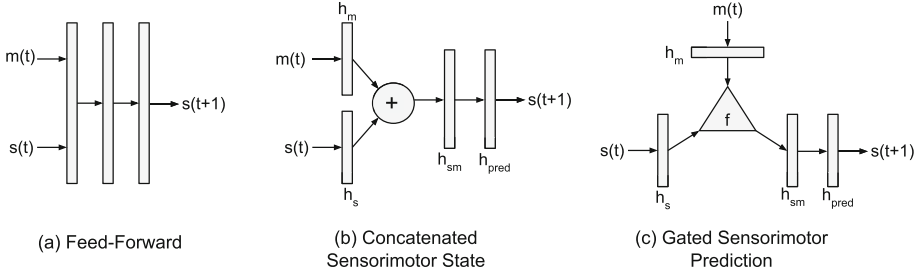 m(t)
s(t)
s(t+1)
(a) Feed-Forward
h_m
m(t)
s(t)
h_s
+
h_sm
h_pred
s(t+1)
(b) Concatenated
Sensorimotor State
m(t)
h_m
f
s(t)
h_s
h_sm
h_pred
s(t+1)
(c) Gated Sensorimotor
Prediction